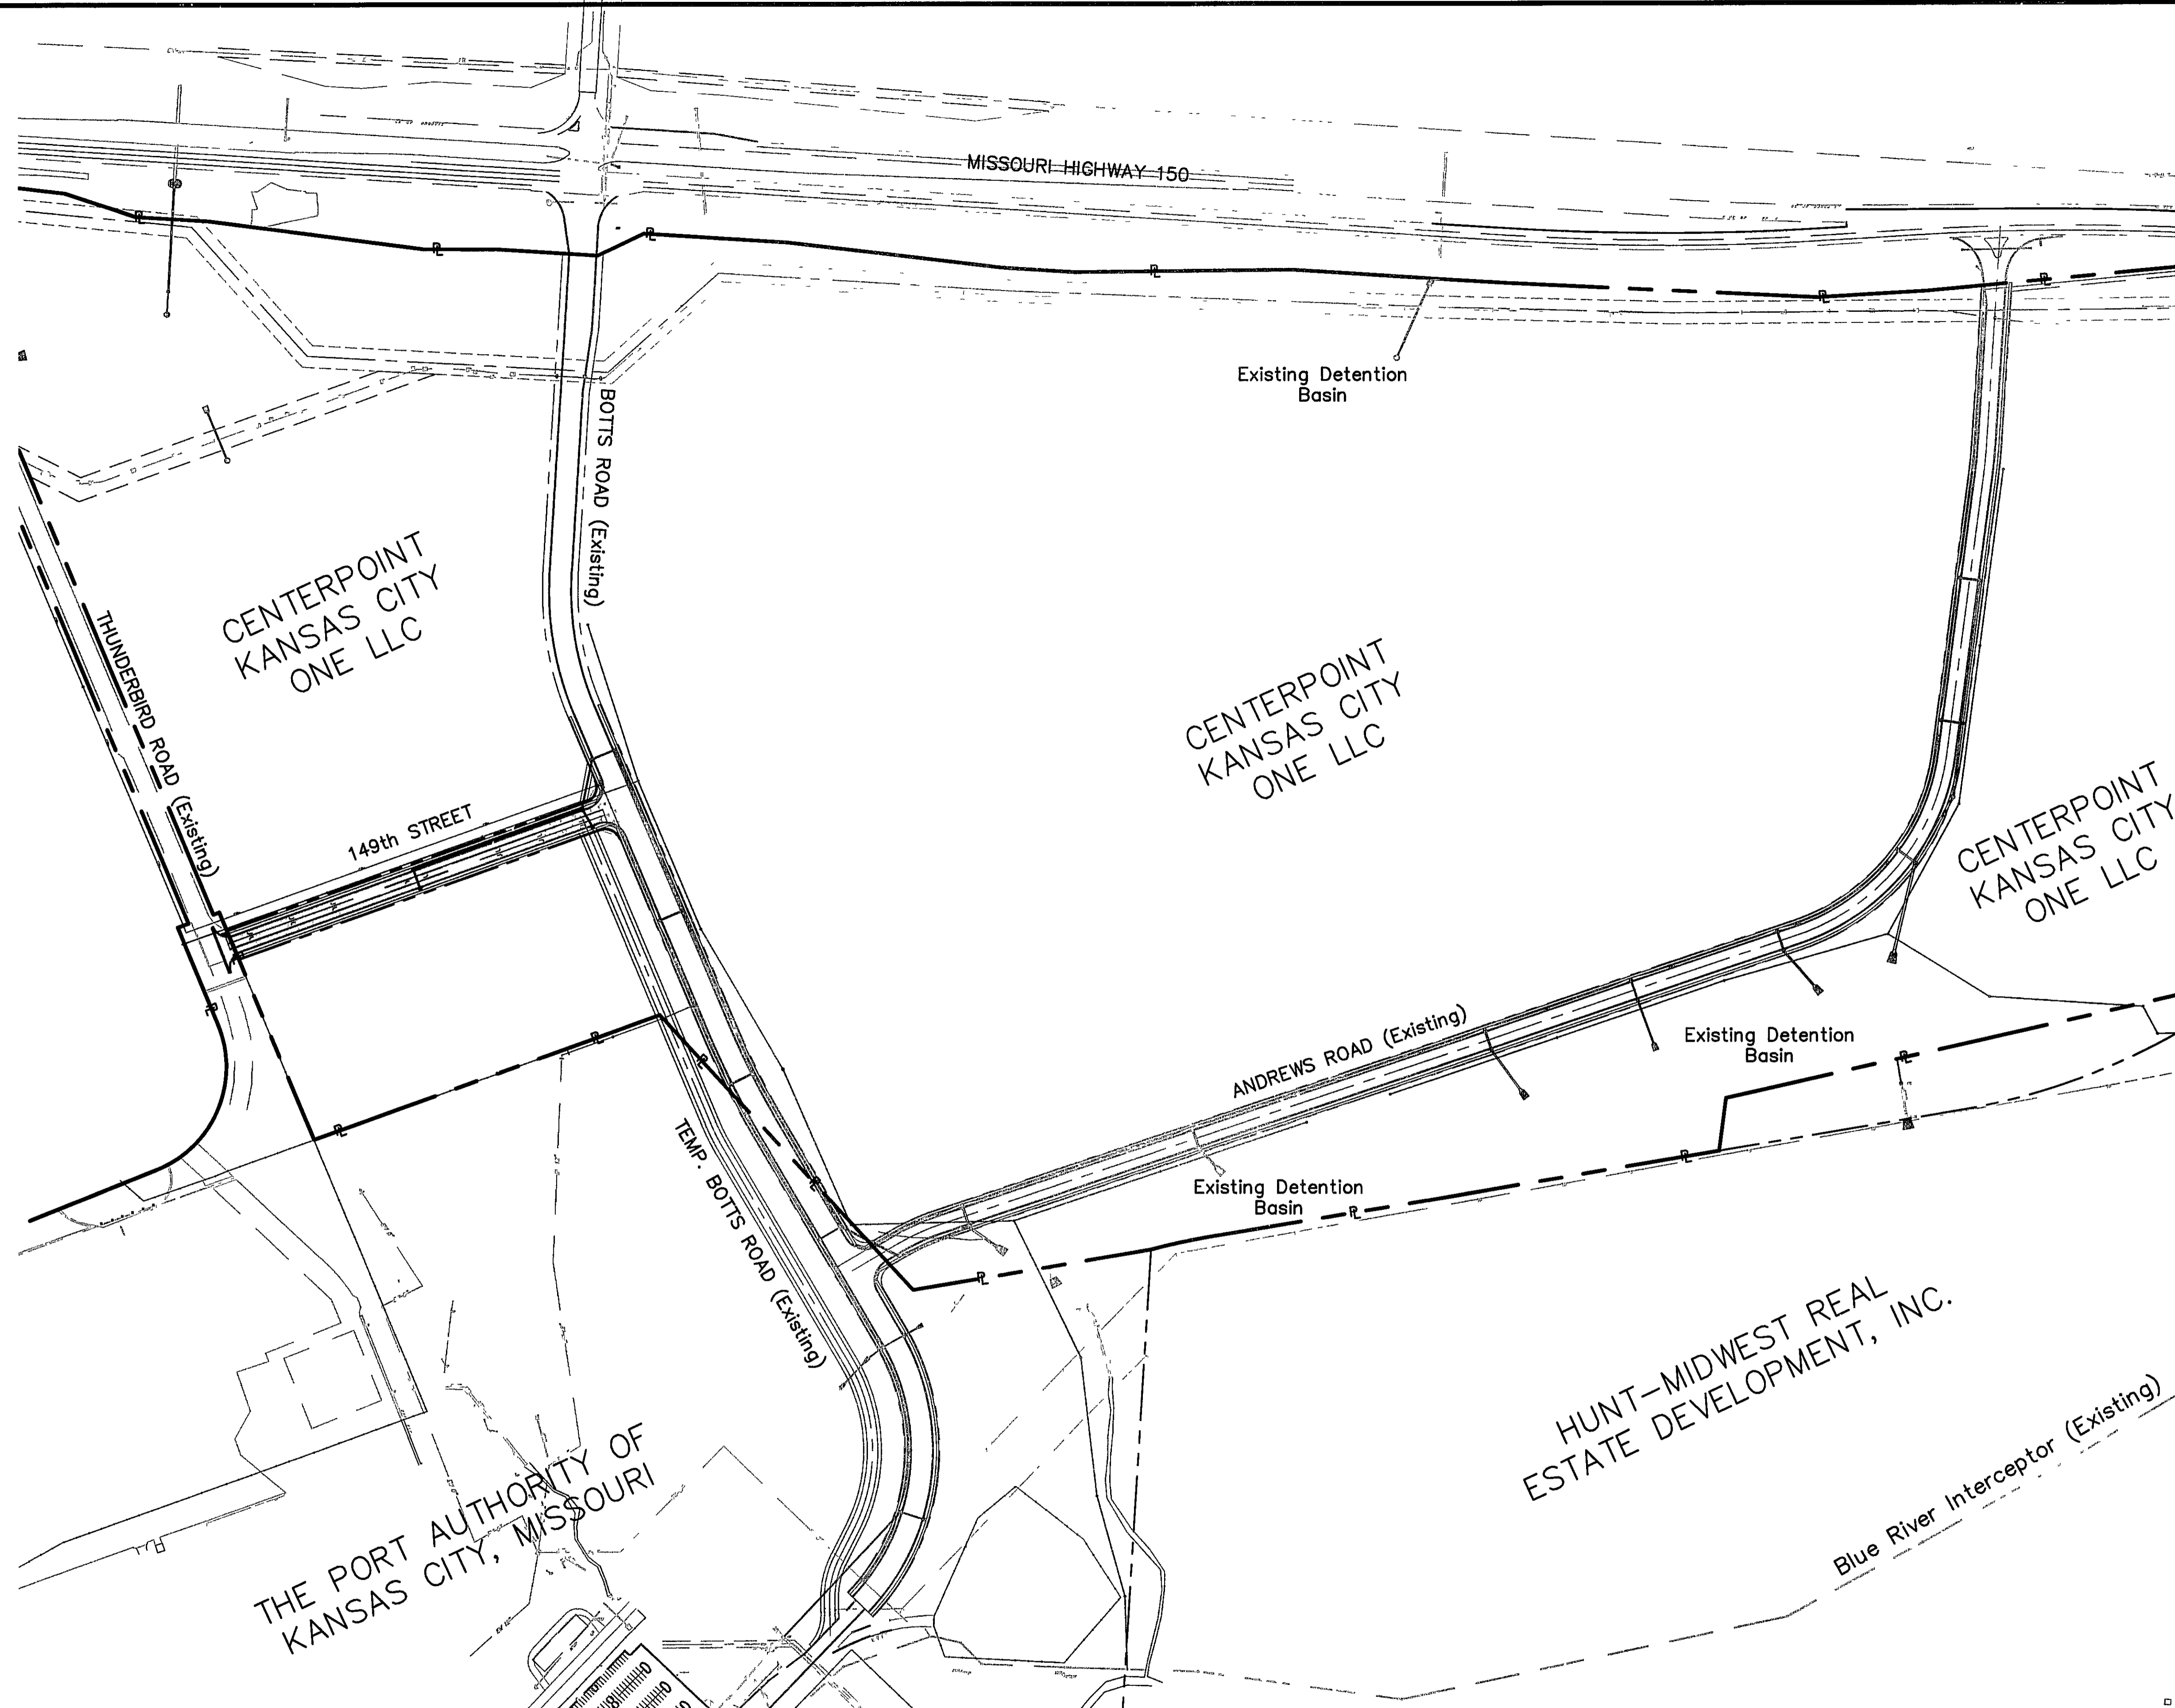 MISSOURI HIGHWAY 150
Existing Detention
Basin
BOTTS ROAD (Existing)
CENTERPOINT
KANSAS CITY
ONE LLC
THUNDERBIRD ROAD (Existing)
CENTERPOINT
KANSAS CITY
ONE LLC
CENTERPOINT
KANSAS CITY
ONE LLC
149th STREET
ANDREWS ROAD (Existing)
Existing Detention
Basin
TEMP. BOTTS ROAD (Existing)
Existing Detention
Basin
HUNT-MIDWEST REAL
ESTATE DEVELOPMENT, INC.
Blue River Interceptor (Existing)
THE PORT AUTHORITY OF
KANSAS CITY, MISSOURI